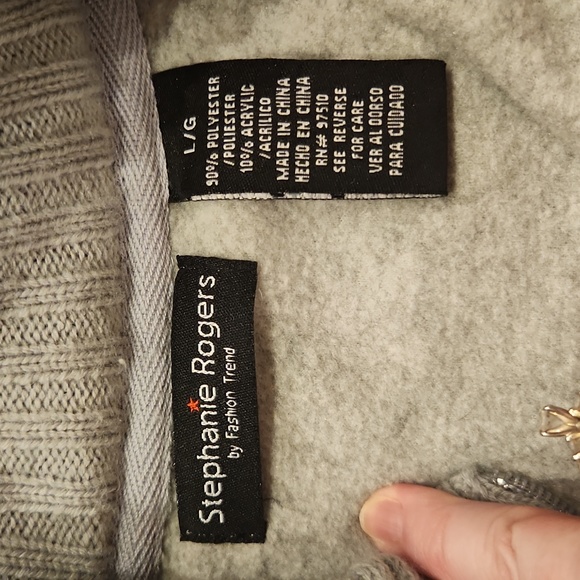 L/G
90% POLYESTER
/POLIESTER
10% ACRYLIC
/ACRILICO
MADE IN CHINA
HECHO EN CHINA
RN# 97510
SEE REVERSE
FOR CARE
VER AL DORSO
PARA CUIDADO
Stephanie Rogers
by Fashion Trend